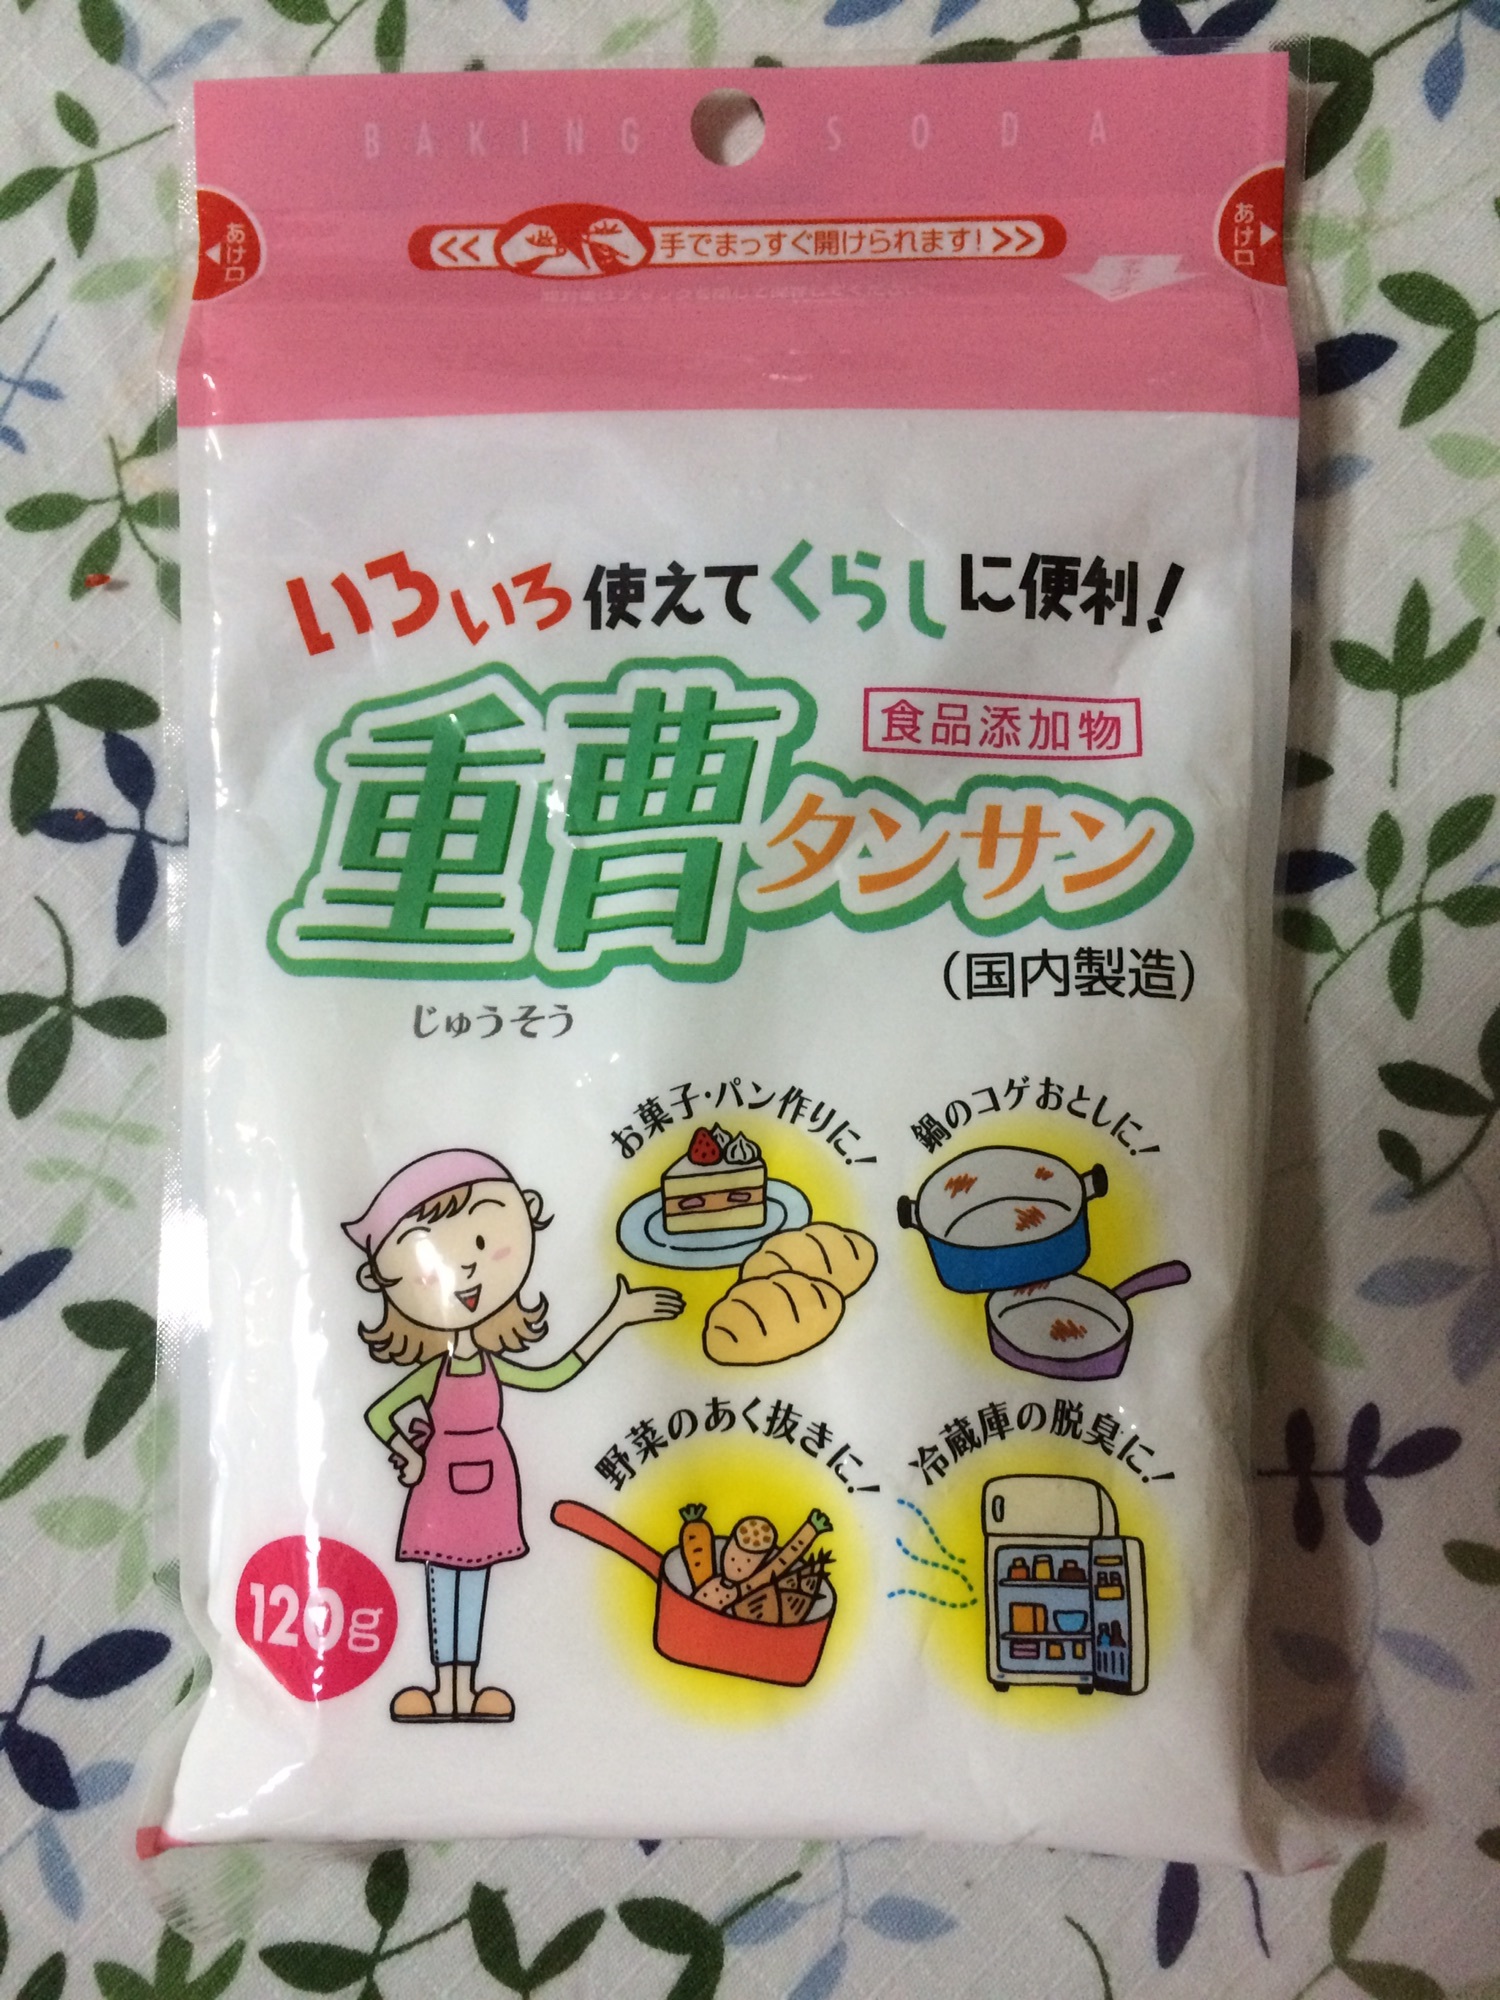 BAKING SODA
あけ口
あけ口
<< 手でまっすぐ開けられます! >>
いろいろ使えてくらしに便利!
食品添加物
重曹タンサン
(国内製造)
じゅうそう
お菓子・パン作りに!
鍋のコゲおとしに!
野菜のあく抜きに!
冷蔵庫の脱臭に!
120g